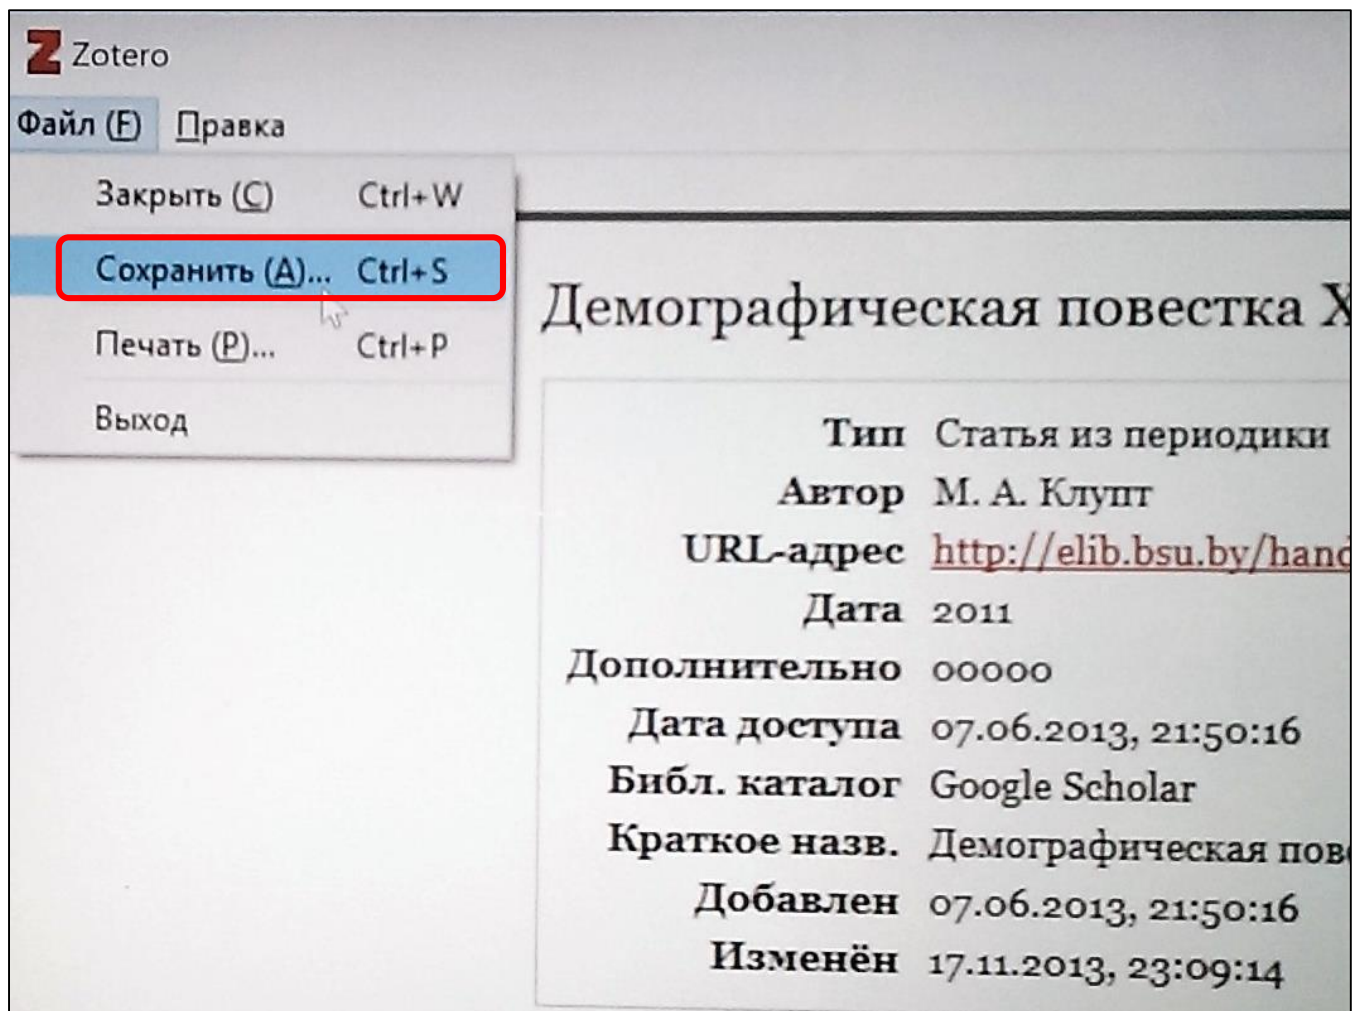 Zotero
Файл (F) Правка
Закрыть (C) Ctrl+W
Сохранить (A)... Ctrl+S
Печать (P)... Ctrl+P
Выход
Демографическая повестка X
Тип Статья из периодики
Автор М. А. Клупт
URL-адрес http://elib.bsu.by/hand
Дата 2011
Дополнительно 00000
Дата доступа 07.06.2013, 21:50:16
Библ. каталог Google Scholar
Краткое назв. Демографическая пов
Добавлен 07.06.2013, 21:50:16
Изменён 17.11.2013, 23:09:14